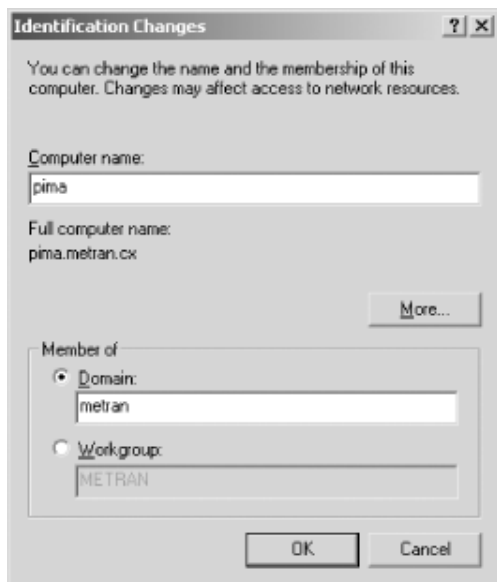 Identification Changes
You can change the name and the membership of this
computer. Changes may affect access to network resources.
Computer name:
pima
Full computer name:
pima.metran.cx
More...
Member of
Domain:
metran
Workgroup:
METRAN
OK
Cancel